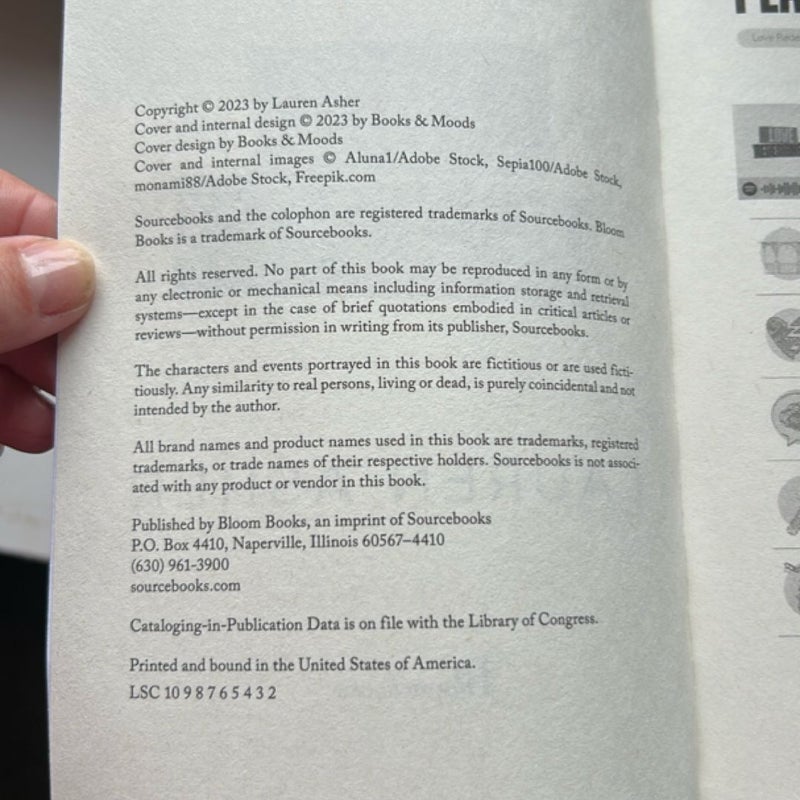 Copyright © 2023 by Lauren Asher
Cover and internal design © 2023 by Books & Moods
Cover design by Books & Moods
Cover and internal images © Aluna1/Adobe Stock, Sepia100/Adobe Stock,
monami88/Adobe Stock, Freepik.com
Sourcebooks and the colophon are registered trademarks of Sourcebooks. Bloom
Books is a trademark of Sourcebooks.
All rights reserved. No part of this book may be reproduced in any form or by
any electronic or mechanical means including information storage and retrieval
systems—except in the case of brief quotations embodied in critical articles or
reviews—without permission in writing from its publisher, Sourcebooks.
The characters and events portrayed in this book are fictitious or are used ficti-
tiously. Any similarity to real persons, living or dead, is purely coincidental and not
intended by the author.
All brand names and product names used in this book are trademarks, registered
trademarks, or trade names of their respective holders. Sourcebooks is not associ-
ated with any product or vendor in this book.
Published by Bloom Books, an imprint of Sourcebooks
P.O. Box 4410, Naperville, Illinois 60567–4410
(630) 961-3900
sourcebooks.com
Cataloging-in-Publication Data is on file with the Library of Congress.
Printed and bound in the United States of America.
LSC 10 9 8 7 6 5 4 3 2